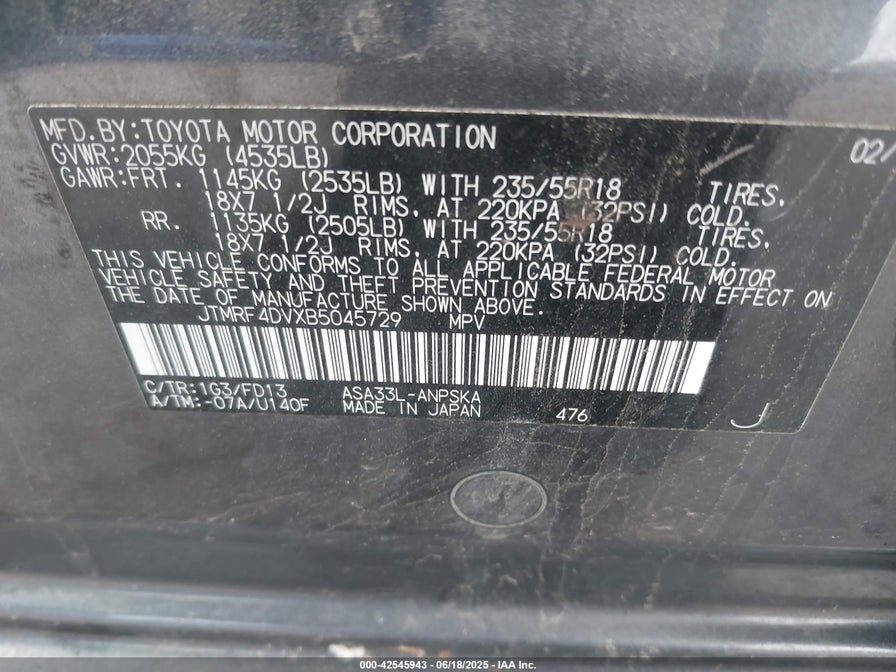 MFD.BY:TOYOTA MOTOR CORPORATION 02/
GVWR:2055KG (4535LB)
GAWR:FRT. 1145KG (2535LB) WITH 235/55R18 TIRES.
18X7 1/2J RIMS, AT 220KPA (32PSI) COLD.
RR. 1135KG (2505LB) WITH 235/55R18 TIRES.
18X7 1/2J RIMS, AT 220KPA (32PSI) COLD.
THIS VEHICLE CONFORMS TO ALL APPLICABLE FEDERAL MOTOR
VEHICLE SAFETY AND THEFT PREVENTION STANDARDS IN EFFECT ON
THE DATE OF MANUFACTURE SHOWN ABOVE.
JTMRF4DVXB5045729 MPV
C/TR:1G3/FD13 ASA33L-ANPSKA
A/TM:-07A/U140F MADE IN JAPAN 476 J
000-42545943 - 06/18/2025 - IAA Inc.